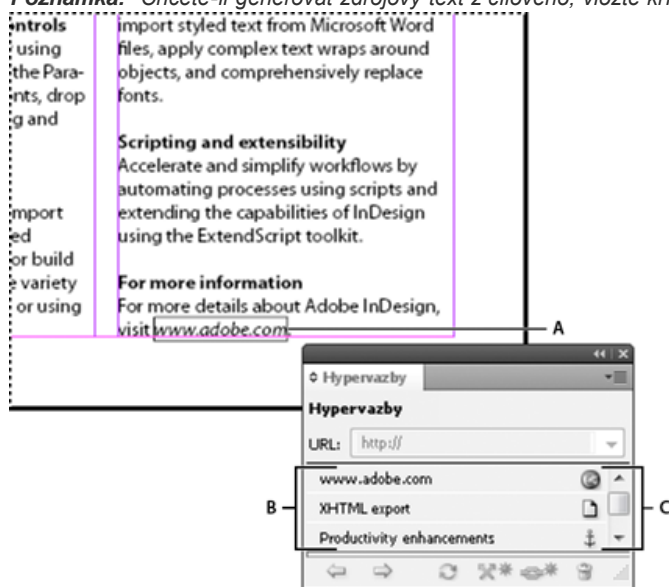 Poznámka: Chcete-li generovat zdrojový text z cílového, vložte
ntrols
using
the Para-
nts, drop
g and
mport
ed
or build
e variety
or using
import styled text from Microsoft Word
files, apply complex text wraps around
objects, and comprehensively replace
fonts.
Scripting and extensibility
Accelerate and simplify workflows by
automating processes using scripts and
extending the capabilities of InDesign
using the ExtendScript toolkit.
For more information
For more details about Adobe InDesign,
visit www.adobe.com
A
Hypervazby
Hypervazby
URL: http://
www.adobe.com
B
XHTML export
C
Productivity enhancements